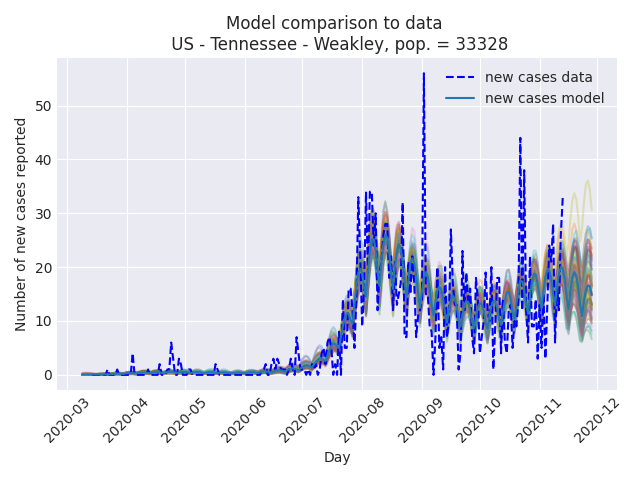 Model comparison to data
US - Tennessee - Weakley, pop. = 33328
new cases data
new cases model
Number of new cases reported
50
40
30
20
10
0
2020-03
2020-04
2020-05
2020-06
2020-07
2020-08
2020-09
2020-10
2020-11
2020-12
Day